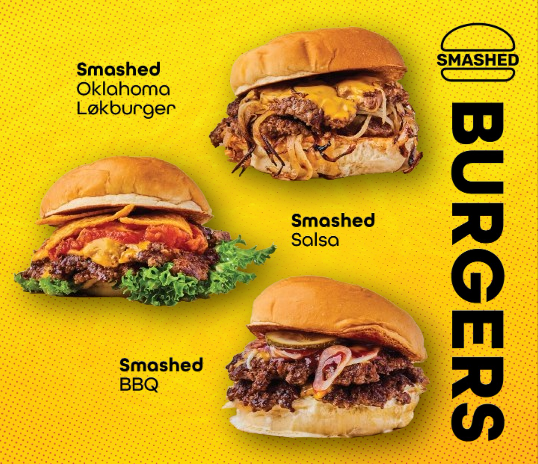 SMASHED
BURGERS
Smashed
Oklahoma
Løkburger
Smashed
Salsa
Smashed
BBQ